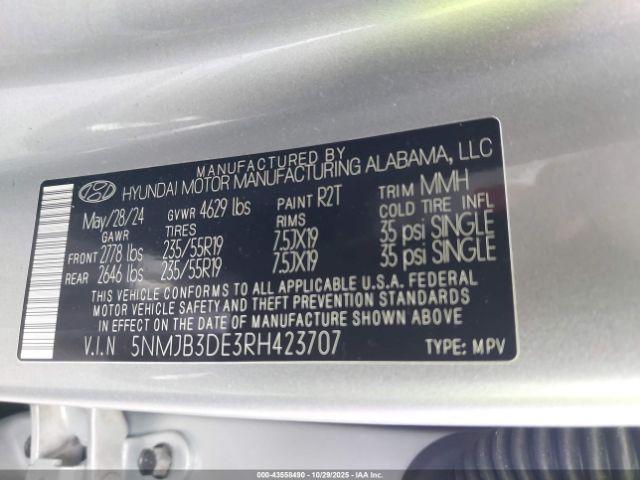 MANUFACTURED BY
HYUNDAI MOTOR MANUFACTURING ALABAMA, LLC
May/28/24 GVWR 4629 lbs PAINT R2T TRIM MMH
GAWR TIRES RIMS COLD TIRE INFL
FRONT 2778 lbs 235/55R19 7.5JX19 35 psi SINGLE
REAR 2646 lbs 235/55R19 7.5JX19 35 psi SINGLE
THIS VEHICLE CONFORMS TO ALL APPLICABLE U.S.A. FEDERAL
MOTOR VEHICLE SAFETY AND THEFT PREVENTION STANDARDS
IN EFFECT ON THE DATE OF MANUFACTURE SHOWN ABOVE.
V.I.N 5NMJB3DE3RH423707 TYPE: MPV
000-43558490 10/29/2025 - Copyright © 2025 IAA, LLC